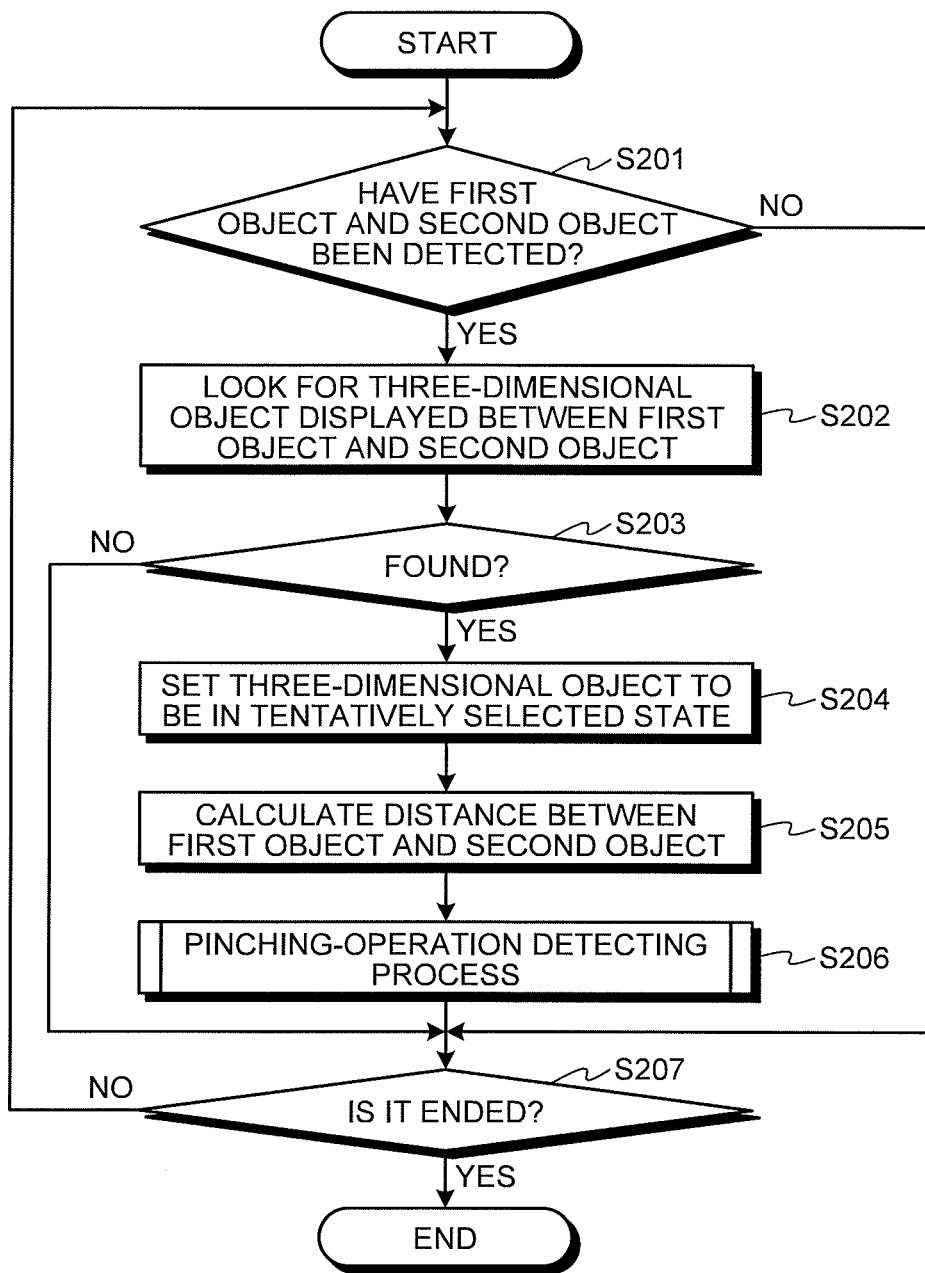 START
S201
HAVE FIRST
OBJECT AND SECOND OBJECT
BEEN DETECTED?
NO
YES
LOOK FOR THREE-DIMENSIONAL
OBJECT DISPLAYED BETWEEN FIRST
OBJECT AND SECOND OBJECT
S202
S203
NO
FOUND?
YES
SET THREE-DIMENSIONAL OBJECT TO
BE IN TENTATIVELY SELECTED STATE
S204
CALCULATE DISTANCE BETWEEN
FIRST OBJECT AND SECOND OBJECT
S205
PINCHING-OPERATION DETECTING
PROCESS
S206
S207
NO
IS IT ENDED?
YES
END